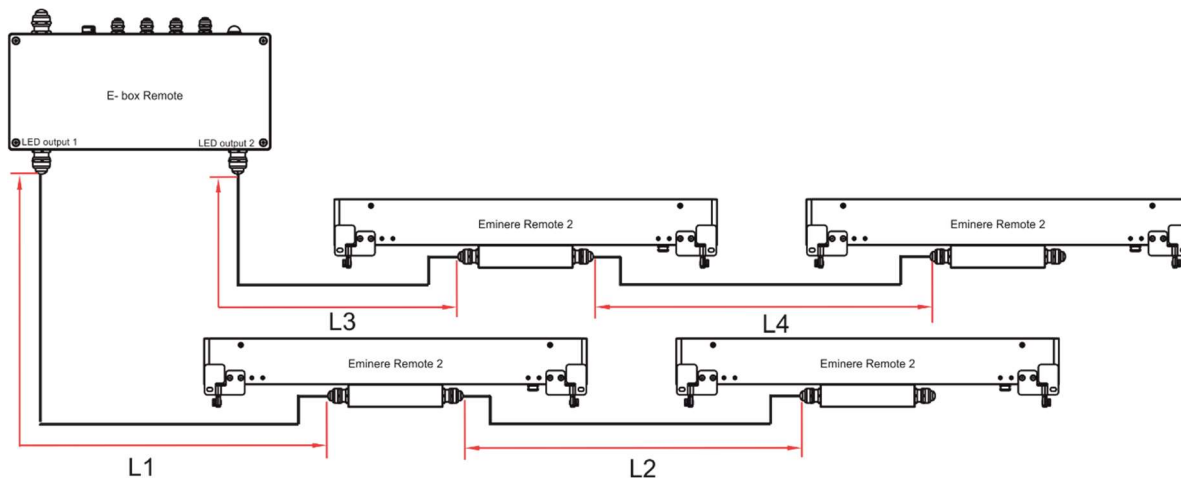 E- box Remote
LED output 1
LED output 2
Eminere Remote 2
Eminere Remote 2
L3
L4
Eminere Remote 2
Eminere Remote 2
L1
L2